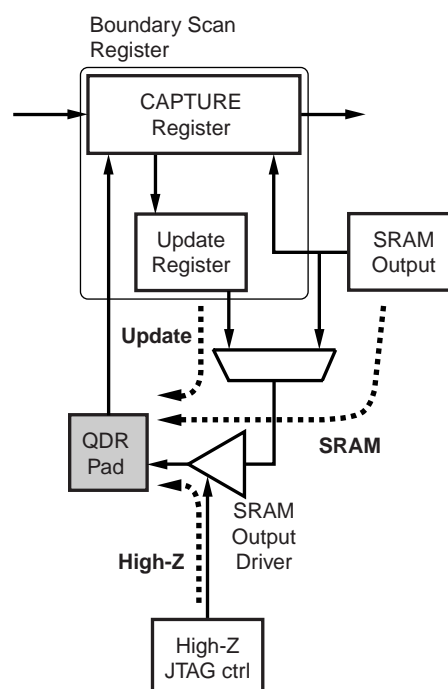 Boundary Scan
Register
CAPTURE
Register
Update
Register
SRAM
Output
Update
SRAM
QDR
Pad
SRAM
Output
Driver
High-Z
High-Z
JTAG ctrl